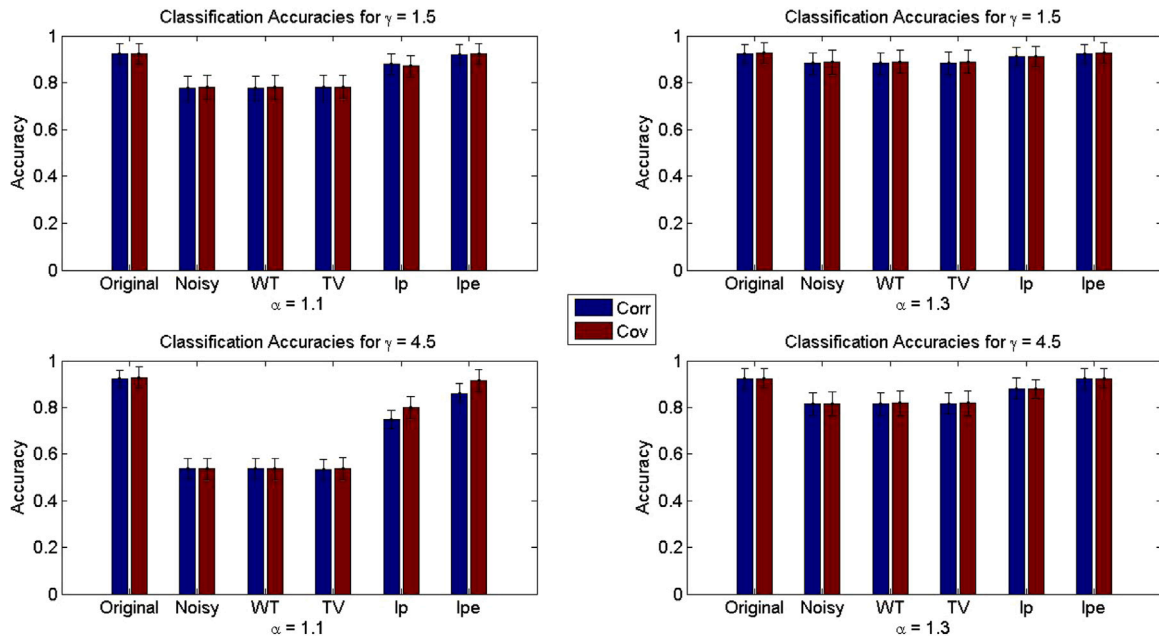 Classification Accuracies for γ = 1.5
1
0.8
0.6
0.4
0.2
0
Accuracy
Original Noisy WT TV lp lpe
α = 1.1
Classification Accuracies for γ = 1.5
1
0.8
0.6
0.4
0.2
0
Accuracy
Original Noisy WT TV lp lpe
α = 1.3
Corr
Cov
Classification Accuracies for γ = 4.5
1
0.8
0.6
0.4
0.2
0
Accuracy
Original Noisy WT TV lp lpe
α = 1.1
Classification Accuracies for γ = 4.5
1
0.8
0.6
0.4
0.2
0
Accuracy
Original Noisy WT TV lp lpe
α = 1.3